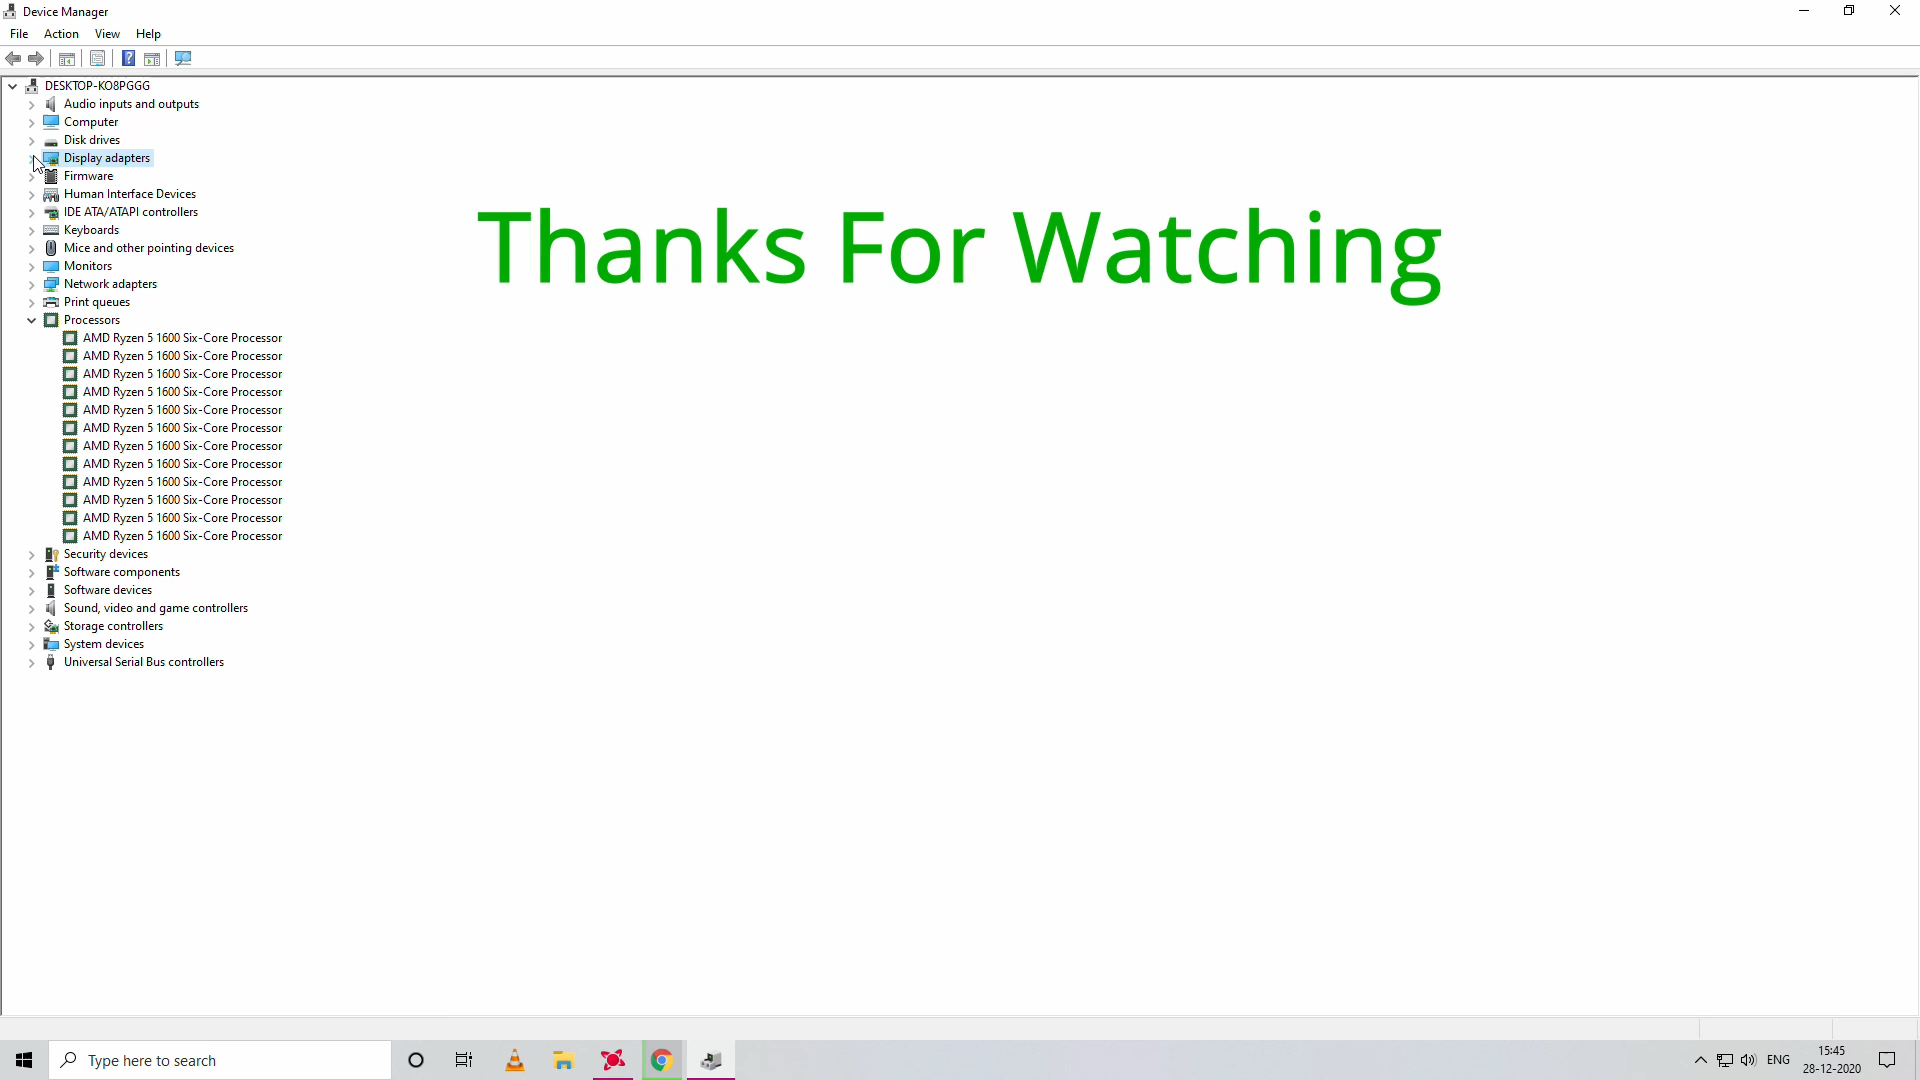 Device Manager
File Action View Help
DESKTOP-KO8PGGG
Audio inputs and outputs
Computer
Disk drives
Display adapters
Firmware
Human Interface Devices
IDE ATA/ATAPI controllers
Keyboards
Mice and other pointing devices
Monitors
Network adapters
Print queues
Processors
AMD Ryzen 5 1600 Six-Core Processor
AMD Ryzen 5 1600 Six-Core Processor
AMD Ryzen 5 1600 Six-Core Processor
AMD Ryzen 5 1600 Six-Core Processor
AMD Ryzen 5 1600 Six-Core Processor
AMD Ryzen 5 1600 Six-Core Processor
AMD Ryzen 5 1600 Six-Core Processor
AMD Ryzen 5 1600 Six-Core Processor
AMD Ryzen 5 1600 Six-Core Processor
AMD Ryzen 5 1600 Six-Core Processor
AMD Ryzen 5 1600 Six-Core Processor
AMD Ryzen 5 1600 Six-Core Processor
Security devices
Software components
Software devices
Sound, video and game controllers
Storage controllers
System devices
Universal Serial Bus controllers
Thanks For Watching
Type here to search
ENG
15:45
28-12-2020